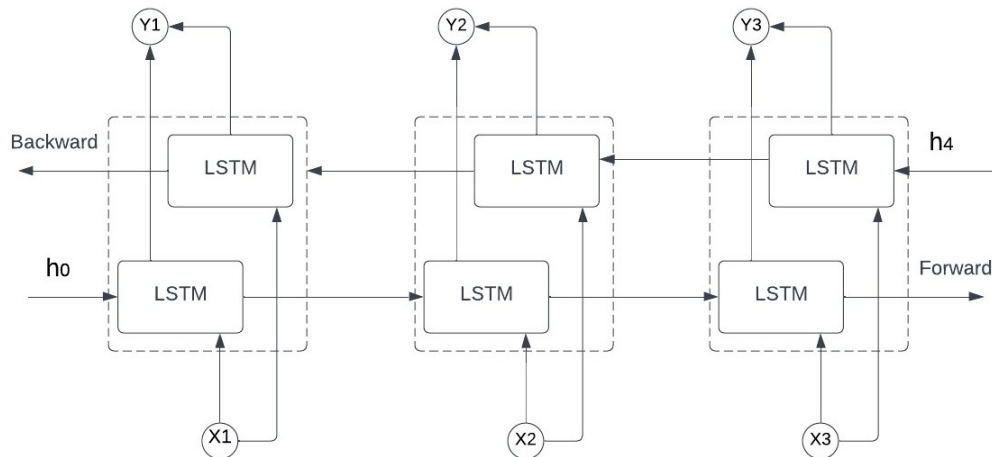 Y1 Y2 Y3
Backward LSTM LSTM LSTM h4
h0 LSTM LSTM LSTM Forward
X1 X2 X3